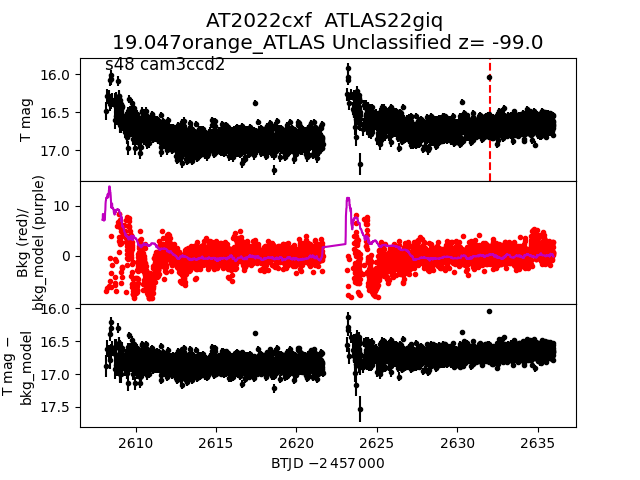 AT2022cxf  ATLAS22giq
19.047orange_ATLAS Unclassified z= -99.0
s48 cam3ccd2
16.0
16.5
17.0
T mag
10
0
Bkg (red)/
bkg_model (purple)
16.0
16.5
17.0
17.5
T mag −
bkg_model
2610
2615
2620
2625
2630
2635
BTJD −2 457 000